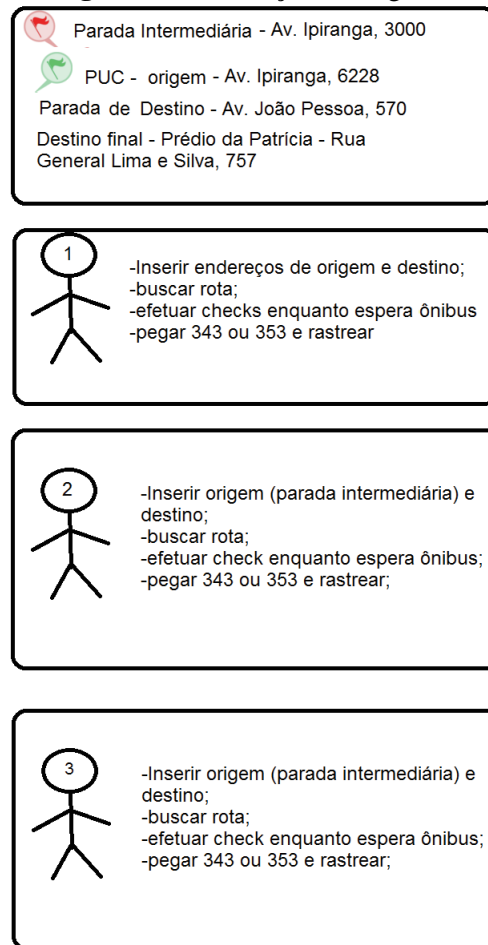 Parada Intermediária - Av. Ipiranga, 3000
PUC - origem - Av. Ipiranga, 6228
Parada de Destino - Av. João Pessoa, 570
Destino final - Prédio da Patrícia - Rua
General Lima e Silva, 757
1
-Inserir endereços de origem e destino;
-buscar rota;
-efetuar checks enquanto espera ônibus
-pegar 343 ou 353 e rastrear
2
-Inserir origem (parada intermediária) e
destino;
-buscar rota;
-efetuar check enquanto espera ônibus;
-pegar 343 ou 353 e rastrear;
3
-Inserir origem (parada intermediária) e
destino;
-buscar rota;
-efetuar check enquanto espera ônibus;
-pegar 343 ou 353 e rastrear;